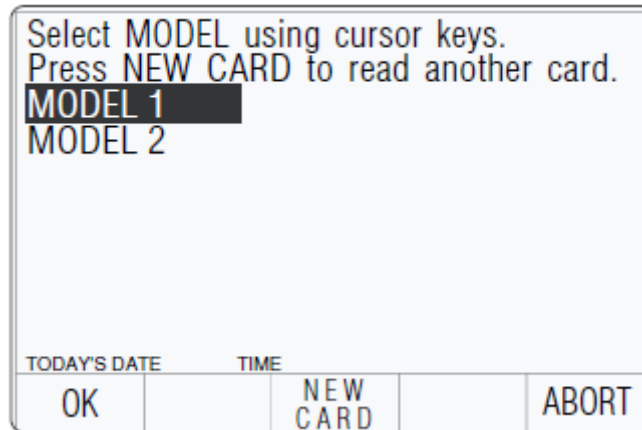 Select MODEL using cursor keys.
Press NEW CARD to read another card.
MODEL 1
MODEL 2
TODAY'S DATE TIME
OK
NEW
CARD
ABORT